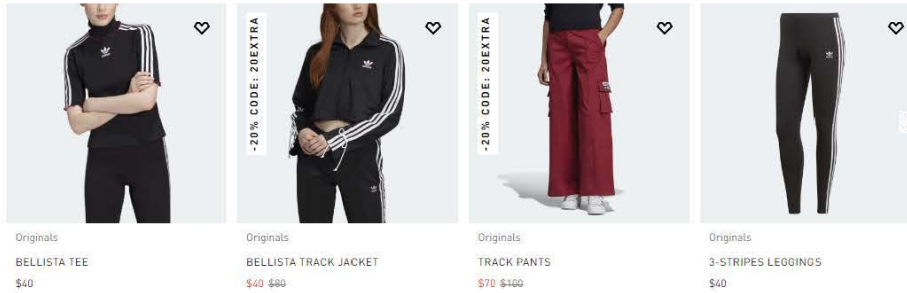 -20% CODE: 20EXTRA
-20% CODE: 20EXTRA
Originals
BELLISTA TEE
$40
Originals
BELLISTA TRACK JACKET
$40 $80
Originals
TRACK PANTS
$70 $100
Originals
3-STRIPES LEGGINGS
$40